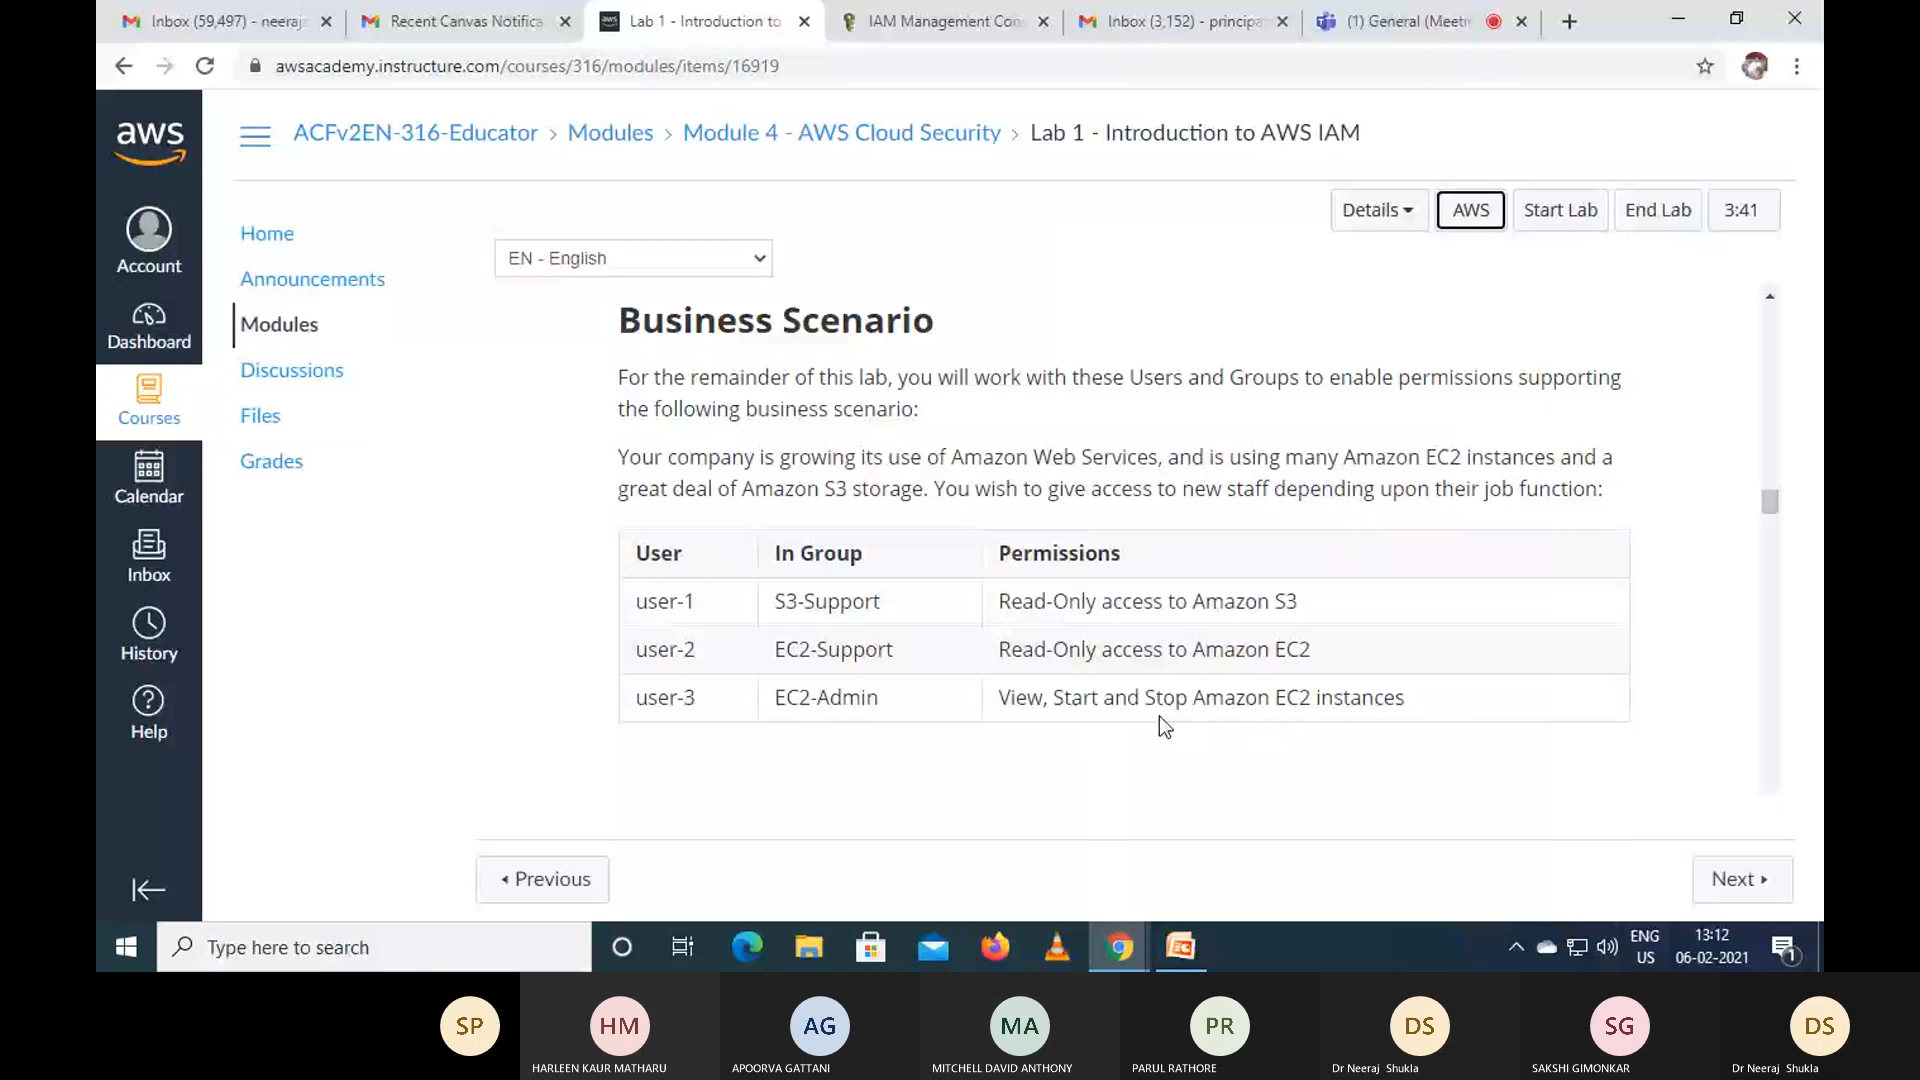 Inbox (59,497) - neeraj
Recent Canvas Notifica
aws
Lab 1 - Introduction to
IAM Management Con
Inbox (3,152) - principa
(1) General (Meeti
awsacademy.instructure.com/courses/316/modules/items/16919
aws
ACFv2EN-316-Educator > Modules > Module 4 - AWS Cloud Security > Lab 1 - Introduction to AWS IAM
Details
AWS
Start Lab
End Lab
3:41
Account
Dashboard
Courses
Calendar
Inbox
History
Help
Home
Announcements
Modules
Discussions
Files
Grades
EN - English
Business Scenario
For the remainder of this lab, you will work with these Users and Groups to enable permissions supporting
the following business scenario:
Your company is growing its use of Amazon Web Services, and is using many Amazon EC2 instances and a
great deal of Amazon S3 storage. You wish to give access to new staff depending upon their job function:
User In Group Permissions
user-1 S3-Support Read-Only access to Amazon S3
user-2 EC2-Support Read-Only access to Amazon EC2
user-3 EC2-Admin View, Start and Stop Amazon EC2 instances
Previous
Next
Type here to search
ENG
US
13:12
06-02-2021
1
SP
HM
AG
MA
PR
DS
SG
DS
HARLEEN KAUR MATHARU
APOORVA GATTANI
MITCHELL DAVID ANTHONY
PARUL RATHORE
Dr Neeraj Shukla
SAKSHI GIMONKAR
Dr Neeraj Shukla